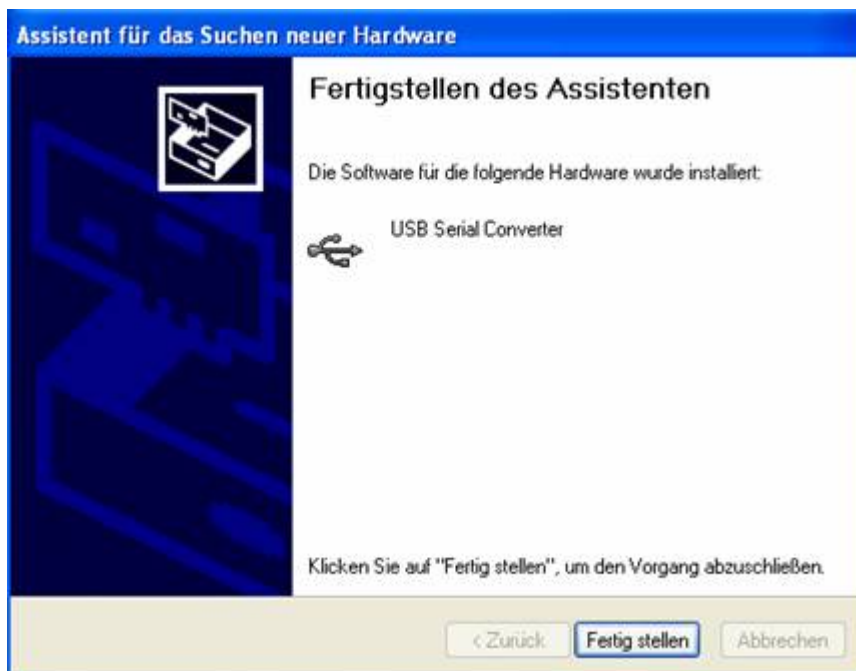 Assistent für das Suchen neuer Hardware
Fertigstellen des Assistenten
Die Software für die folgende Hardware wurde installiert:
USB Serial Converter
Klicken Sie auf "Fertig stellen", um den Vorgang abzuschließen.
< Zurück Fertig stellen Abbrechen